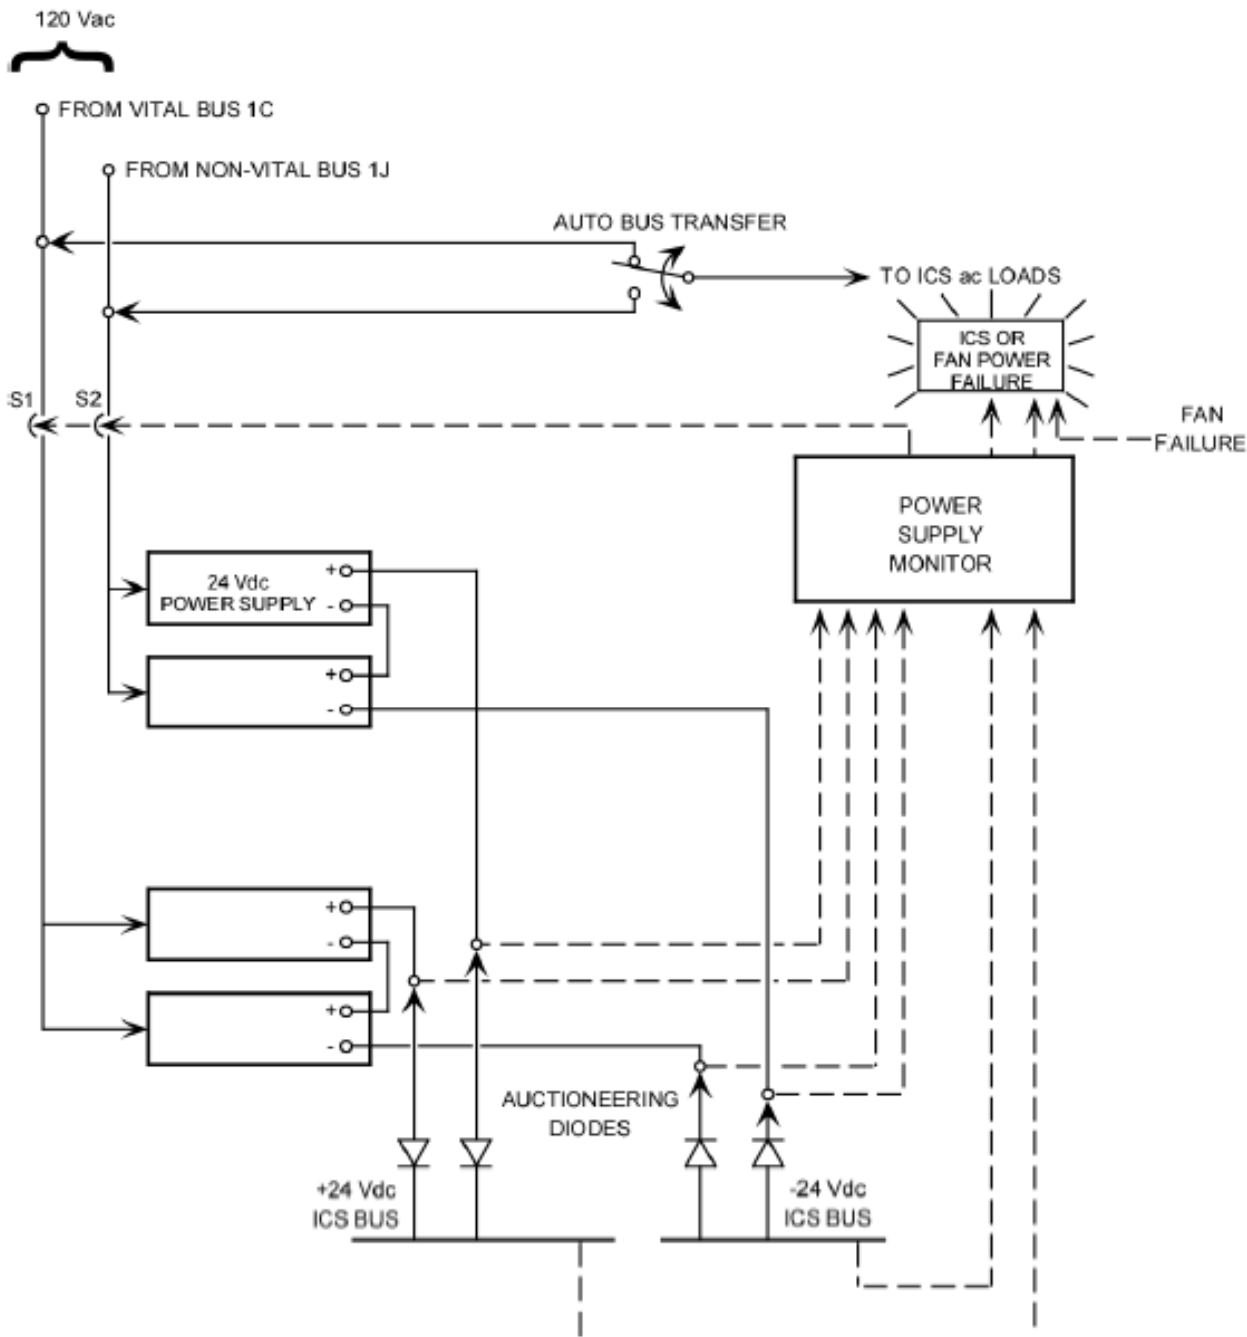 120 Vac
FROM VITAL BUS 1C
FROM NON-VITAL BUS 1J
AUTO BUS TRANSFER
TO ICS ac LOADS
ICS OR
FAN POWER
FAILURE
S1
S2
FAN
FAILURE
POWER
SUPPLY
MONITOR
24 Vdc
POWER SUPPLY
+
-
+
-
+
-
+
-
AUCTIONEERING
DIODES
+24 Vdc
ICS BUS
-24 Vdc
ICS BUS